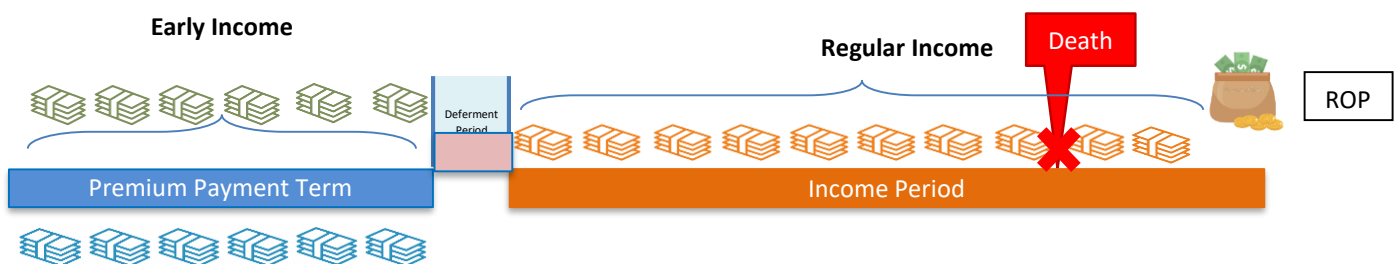 Early Income
Regular Income
Death
ROP
Deferment
Period
Premium Payment Term
Income Period